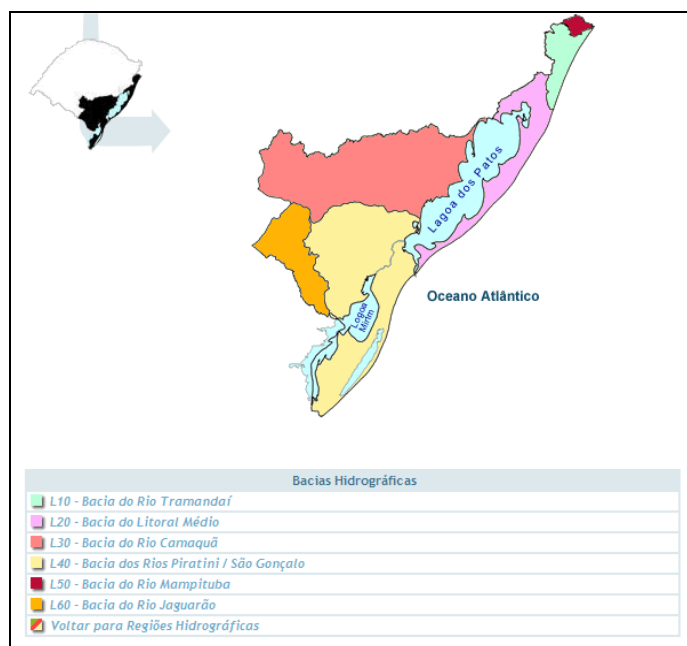 Lagoa dos Patos
Oceano Atlântico
Logoa
Mirim
Bacias Hidrográficas
L10 - Bacia do Rio Tramandaí
L20 - Bacia do Litoral Médio
L30 - Bacia do Rio Camaquã
L40 - Bacia dos Rios Piratini / São Gonçalo
L50 - Bacia do Rio Mampituba
L60 - Bacia do Rio Jaguarão
Voltar para Regiões Hidrográficas